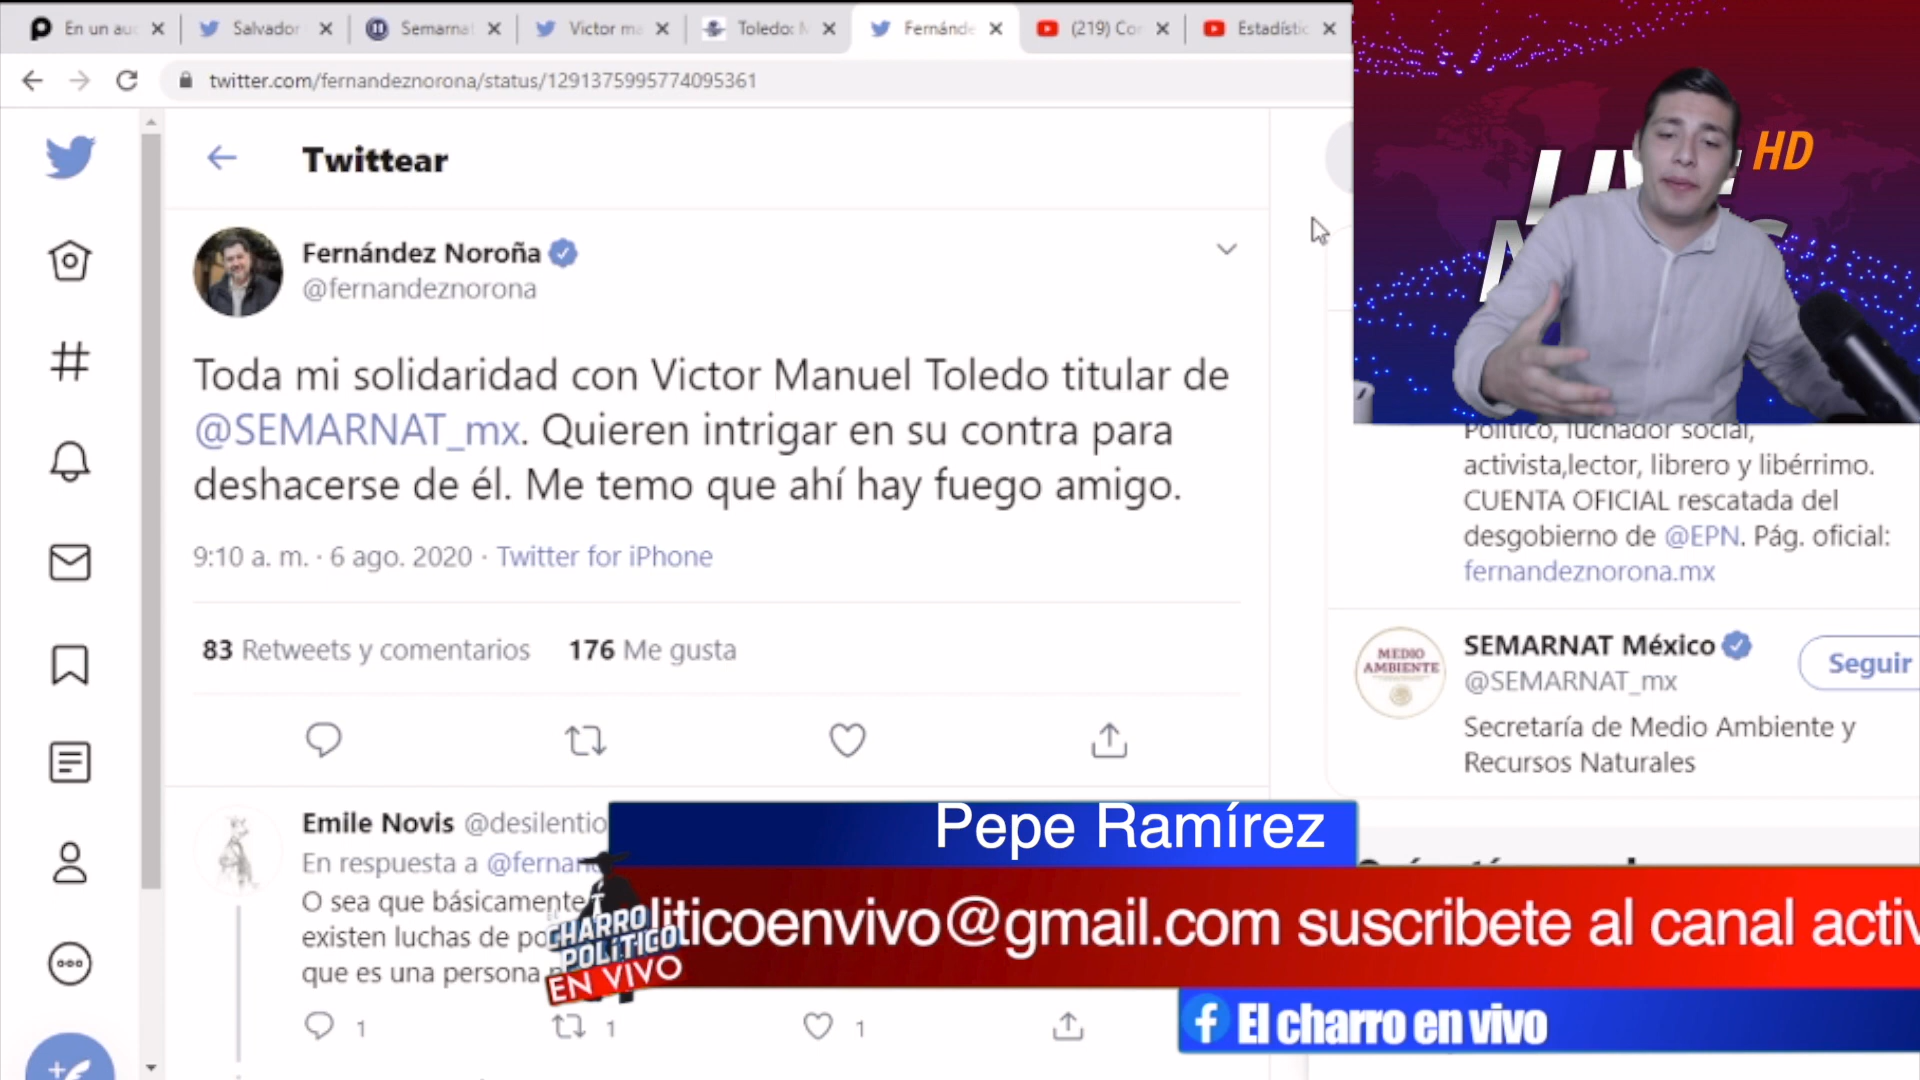 En un au
Salvador
Semarnat
Victor ma
Toledo: M
Fernánde
(219) Cor
Estadístic
twitter.com/fernandeznorona/status/1291375995774095361
Twittear
Fernández Noroña
@fernandeznorona
Toda mi solidaridad con Victor Manuel Toledo titular de
@SEMARNAT_mx. Quieren intrigar en su contra para
deshacerse de él. Me temo que ahí hay fuego amigo.
9:10 a. m. · 6 ago. 2020 · Twitter for iPhone
83 Retweets y comentarios 176 Me gusta
Emile Novis @desilentio
En respuesta a @fernan
O sea que básicamente
existen luchas de po
que es una persona
1 1 1
HD
Político, luchador social,
activista,lector, librero y libérrimo.
CUENTA OFICIAL rescatada del
desgobierno de @EPN. Pág. oficial:
fernandeznorona.mx
MEDIO
AMBIENTE
SEMARNAT México
@SEMARNAT_mx
Seguir
Secretaría de Medio Ambiente y
Recursos Naturales
Pepe Ramírez
liticoenvivo@gmail.com suscribete al canal activ
EL
CHARRO
POLÍTICO
EN VIVO
El charro en vivo